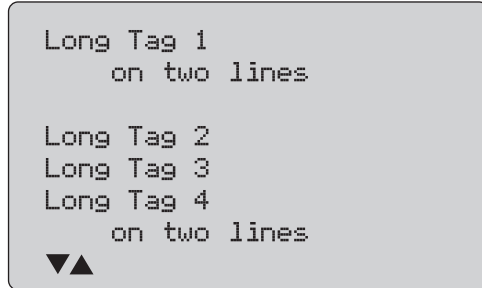 Long Tag 1
on two lines
Long Tag 2
Long Tag 3
Long Tag 4
on two lines